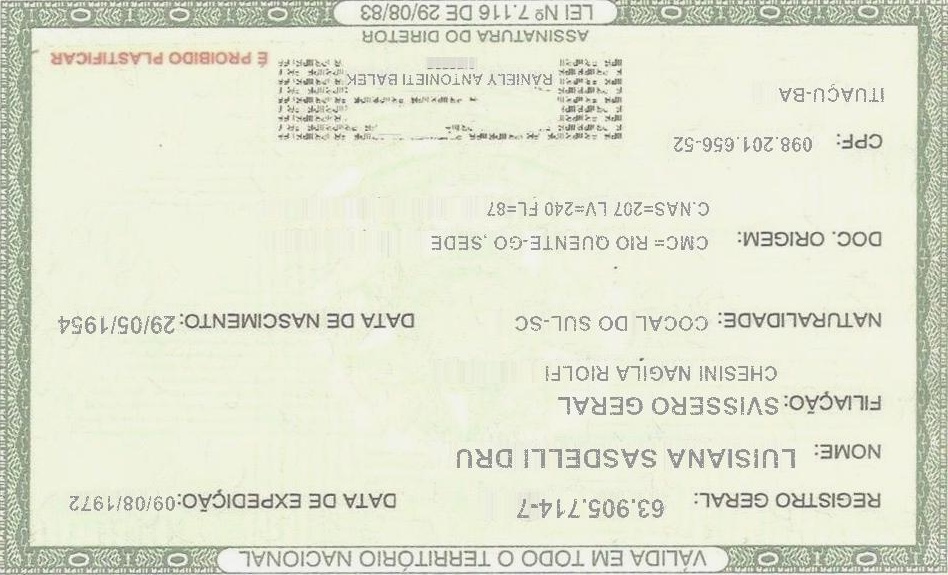 VÁLIDA EM TODO O TERRITÓRIO NACIONAL
REGISTRO GERAL: 63.905.714-7 DATA DE EXPEDIÇÃO: 09/08/1972
NOME: LUISIANA SASDELLI DRU
FILIAÇÃO: SVISSERO GERAL
CHESINI NAGILA RIOLFI
NATURALIDADE: COCAL DO SUL-SC DATA DE NASCIMENTO: 29/05/1954
DOC. ORIGEM: CMC= RIO QUENTE-GO ,SEDE
C.NAS=207 LV=240 FL=87
CPF: 098.201.656-52
ITUAÇU-BA
RANIELY ANTONIETI BALEK
É PROIBIDO PLASTIFICAR
ASSINATURA DO DIRETOR
LEI Nº 7.116 DE 29/08/83